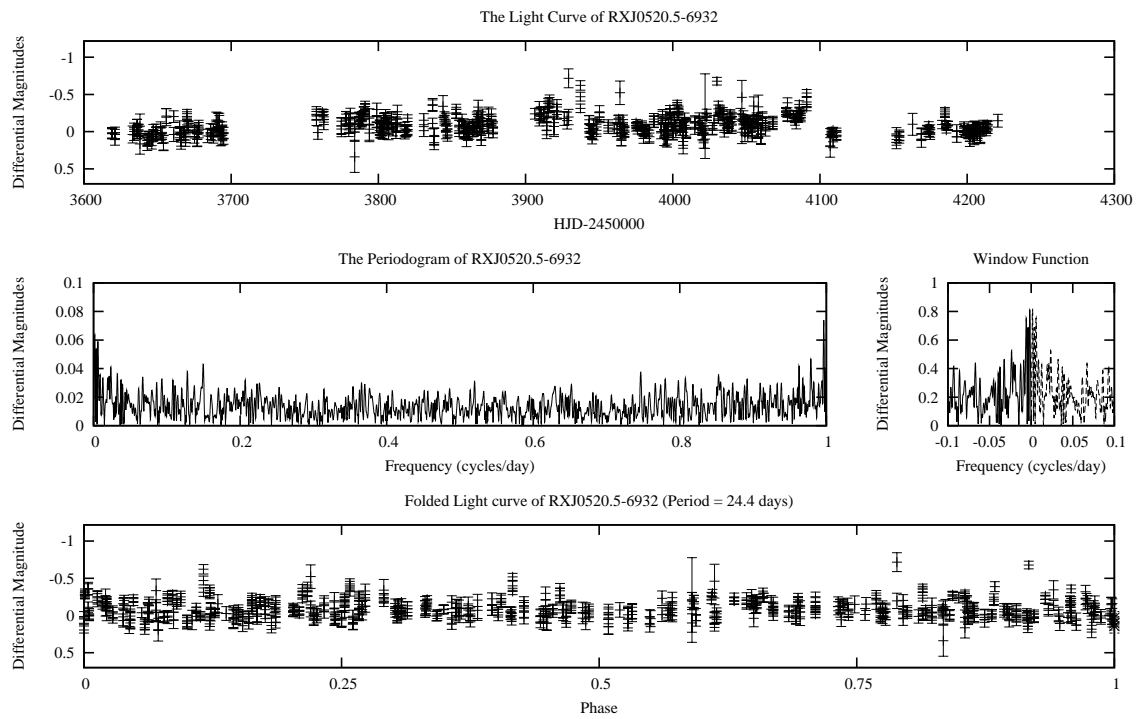 The Light Curve of RXJ0520.5-6932
Differential Magnitudes
-1
-0.5
0
0.5
3600 3700 3800 3900 4000 4100 4200 4300
HJD-2450000
The Periodogram of RXJ0520.5-6932
Differential Magnitudes
0.1
0.08
0.06
0.04
0.02
0
0 0.2 0.4 0.6 0.8 1
Frequency (cycles/day)
Window Function
Differential Magnitudes
1
0.8
0.6
0.4
0.2
0
-0.1 -0.05 0 0.05 0.1
Frequency (cycles/day)
Folded Light curve of RXJ0520.5-6932 (Period = 24.4 days)
Differential Magnitude
-1
-0.5
0
0.5
0 0.25 0.5 0.75 1
Phase